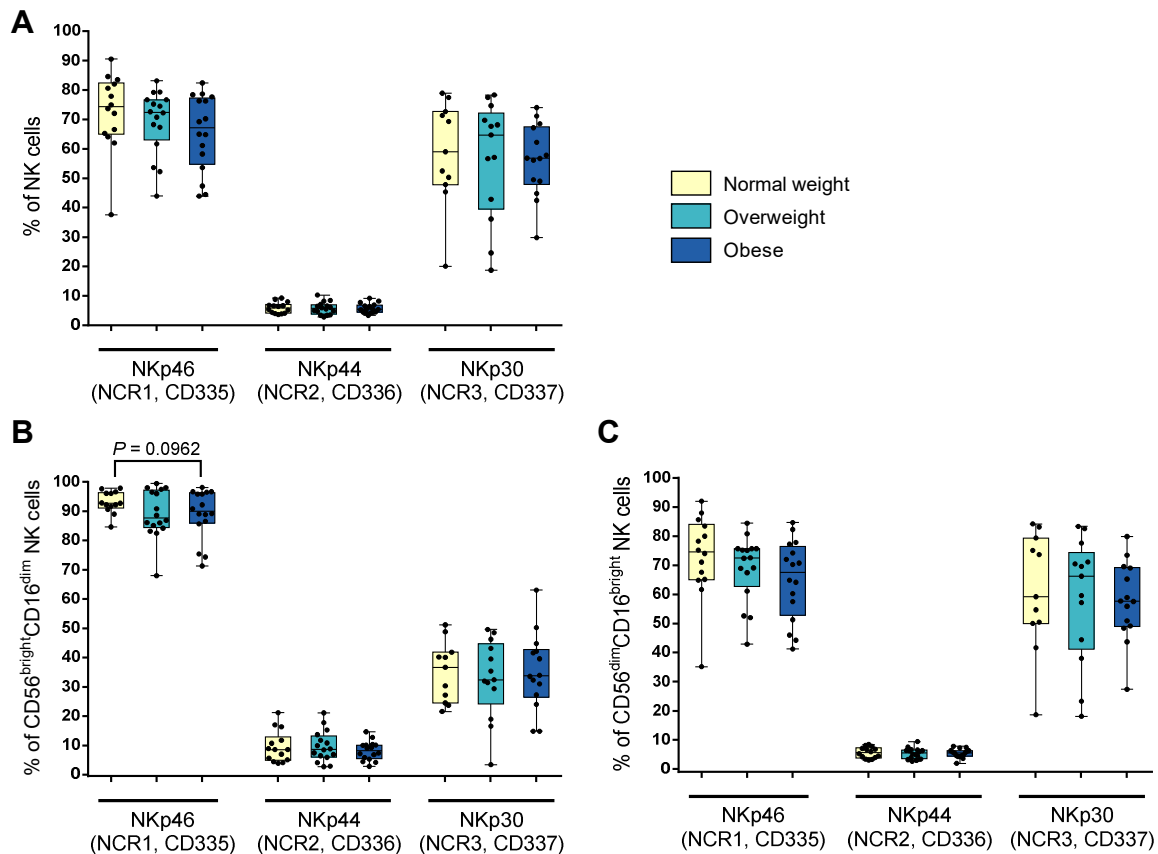 A
% of NK cells
100
90
80
70
60
50
40
30
20
10
0
NKp46
(NCR1, CD335)
NKp44
(NCR2, CD336)
NKp30
(NCR3, CD337)
Normal weight
Overweight
Obese
B
P = 0.0962
% of CD56brightCD16dim NK cells
100
90
80
70
60
50
40
30
20
10
0
NKp46
(NCR1, CD335)
NKp44
(NCR2, CD336)
NKp30
(NCR3, CD337)
C
% of CD56dimCD16bright NK cells
100
90
80
70
60
50
40
30
20
10
0
NKp46
(NCR1, CD335)
NKp44
(NCR2, CD336)
NKp30
(NCR3, CD337)